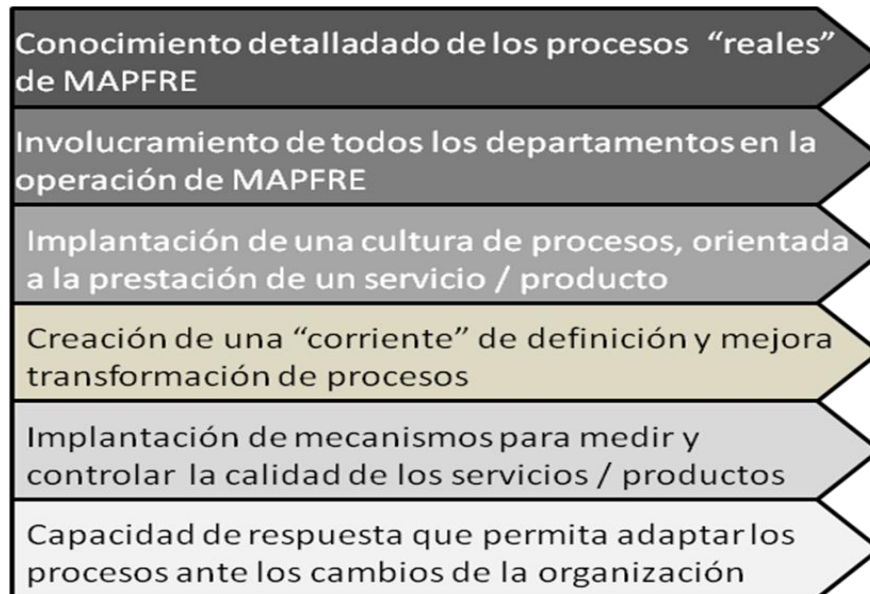 Conocimiento detalladado de los procesos “reales”
de MAPFRE
Involucramiento de todos los departamentos en la
operación de MAPFRE
Implantación de una cultura de procesos, orientada
a la prestación de un servicio / producto
Creación de una “corriente” de definición y mejora
transformación de procesos
Implantación de mecanismos para medir y
controlar la calidad de los servicios / productos
Capacidad de respuesta que permita adaptar los
procesos ante los cambios de la organización